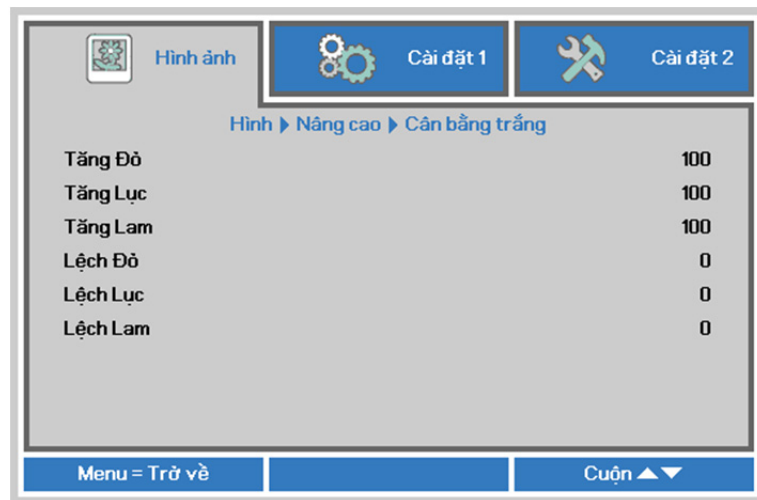 Hình ảnh Cài đặt 1 Cài đặt 2
Hình Nâng cao Cân bằng trắng
Tăng Đỏ 100
Tăng Lục 100
Tăng Lam 100
Lệch Đỏ 0
Lệch Lục 0
Lệch Lam 0
Menu = Trở về Cuộn